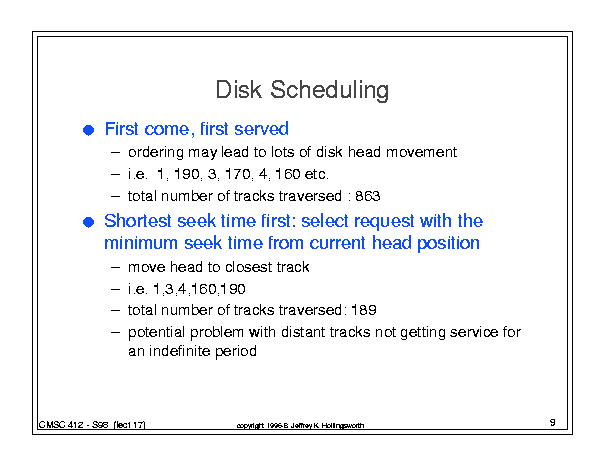 Disk Scheduling
● First come, first served
– ordering may lead to lots of disk head movement
– i.e. 1, 190, 3, 170, 4, 160 etc.
– total number of tracks traversed : 863
● Shortest seek time first: select request with the
minimum seek time from current head position
– move head to closest track
– i.e. 1,3,4,160,190
– total number of tracks traversed: 189
– potential problem with distant tracks not getting service for
an indefinite period
CMSC 412 - S98 (lect 17)
copyright 1996-8 Jeffrey K. Hollingsworth
9